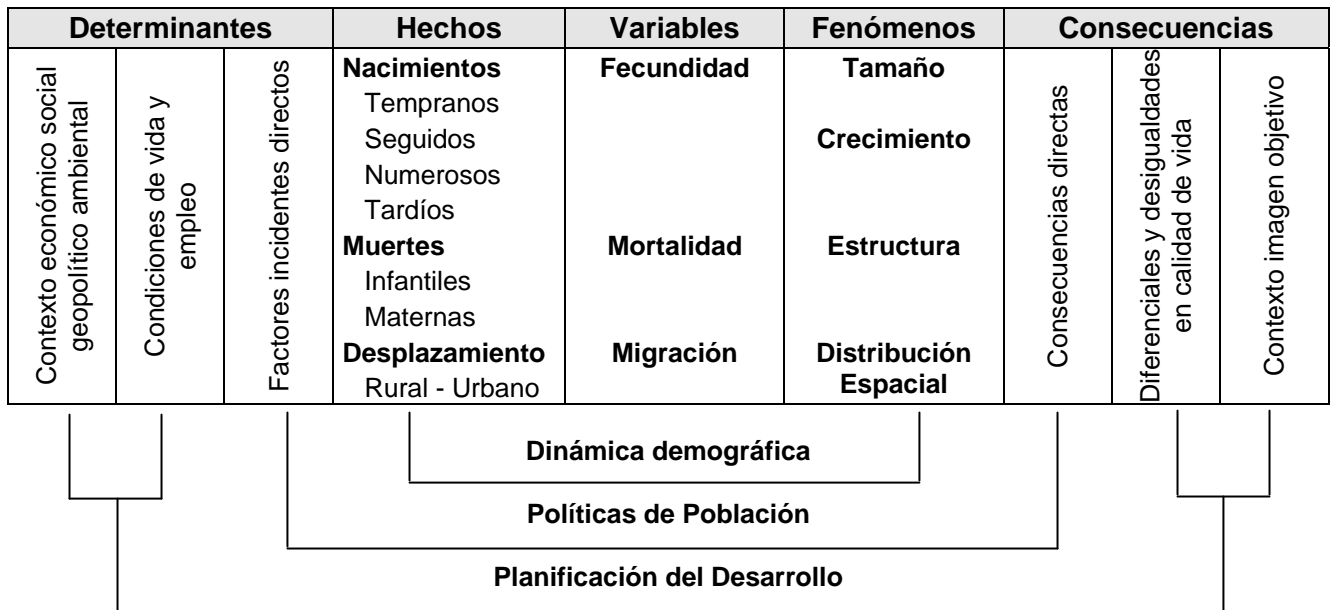 Determinantes
Hechos
Variables
Fenómenos
Consecuencias
Contexto económico social
geopolítico ambiental
Condiciones de vida y
empleo
Factores incidentes directos
Nacimientos
Tempranos
Seguidos
Numerosos
Tardíos
Muertes
Infantiles
Maternas
Desplazamiento
Rural - Urbano
Fecundidad
Mortalidad
Migración
Tamaño
Crecimiento
Estructura
Distribución
Espacial
Consecuencias directas
Diferenciales y desigualdades
en calidad de vida
Contexto imagen objetivo
Dinámica demográfica
Políticas de Población
Planificación del Desarrollo